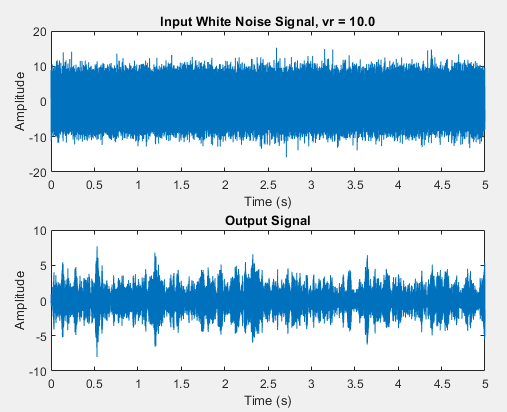 Input White Noise Signal, vr = 10.0
20
10
0
-10
-20
Amplitude
0 0.5 1 1.5 2 2.5 3 3.5 4 4.5 5
Time (s)
Output Signal
10
5
0
-5
-10
Amplitude
0 0.5 1 1.5 2 2.5 3 3.5 4 4.5 5
Time (s)